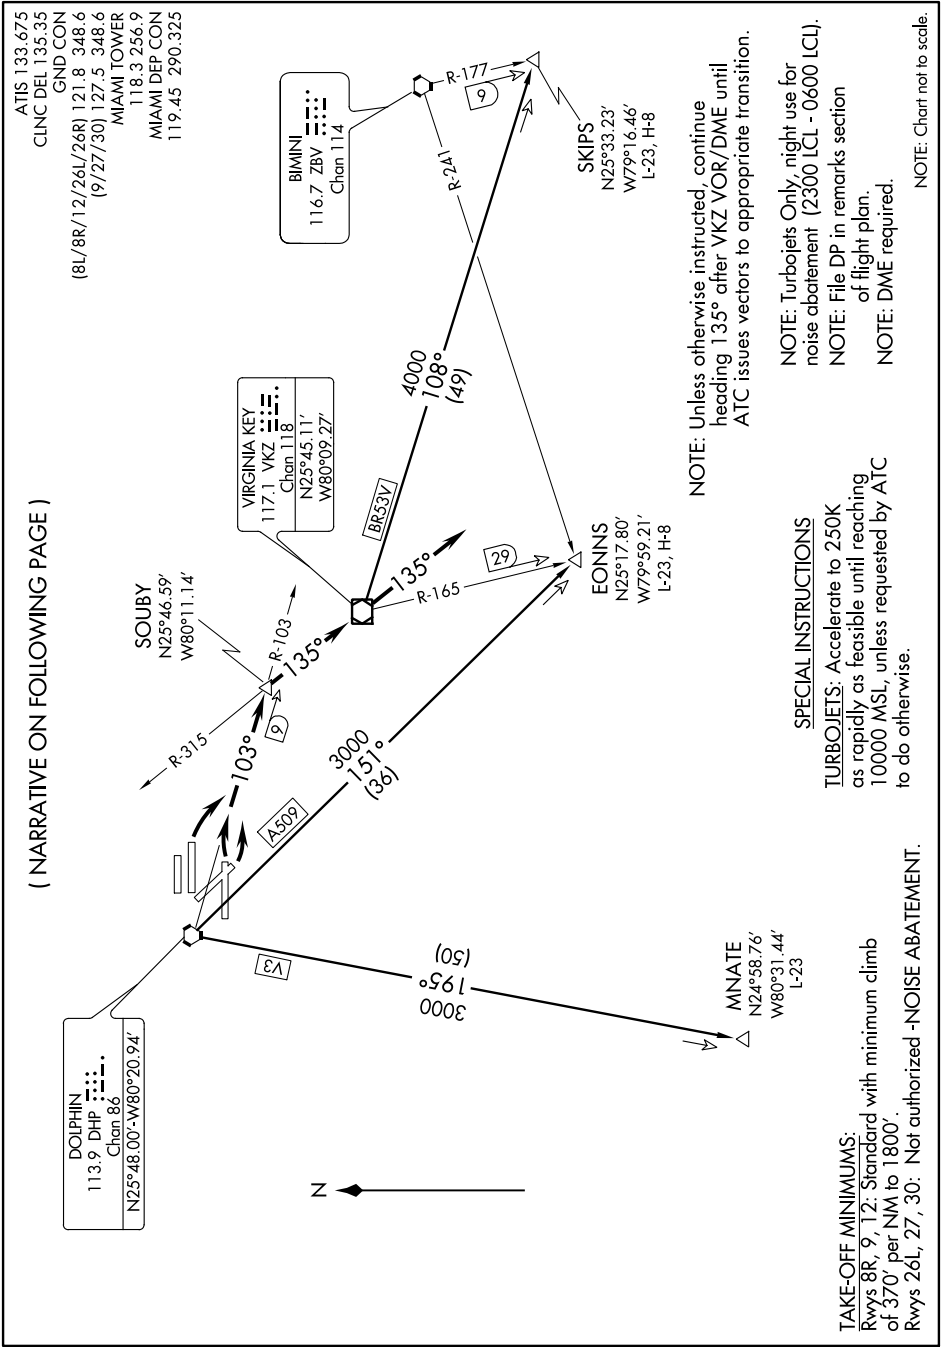 ( NARRATIVE ON FOLLOWING PAGE )
ATIS 133.675
CLNC DEL 135.35
GND CON
(8L/8R/12/26L/26R) 121.8 348.6
(9/27/30) 127.5 348.6
MIAMI TOWER
118.3 256.9
MIAMI DEP CON
119.45 290.325
DOLPHIN
113.9 DHP
Chan 86
N25°48.00'-W80°20.94'
SOUBY
N25°46.59'
W80°11.14'
VIRGINIA KEY
117.1 VKZ
Chan 118
N25°45.11'
W80°09.27'
BIMINI
116.7 ZBV
Chan 114
R-315
R-103
103°
9
135°
135°
R-165
29
BR53V
4000
108°
(49)
R-241
R-177
9
SKIPS
N25°33.23'
W79°16.46'
L-23, H-8
A509
3000
151°
(36)
EONNS
N25°17.80'
W79°59.21'
L-23, H-8
V3
3000
195°
(50)
MNATE
N24°58.76'
W80°31.44'
L-23
N
NOTE: Unless otherwise instructed, continue
heading 135° after VKZ VOR/DME until
ATC issues vectors to appropriate transition.
NOTE: Turbojets Only, night use for
noise abatement (2300 LCL - 0600 LCL).
NOTE: File DP in remarks section
of flight plan.
NOTE: DME required.
NOTE: Chart not to scale.
SPECIAL INSTRUCTIONS
TURBOJETS: Accelerate to 250K
as rapidly as feasible until reaching
10000 MSL, unless requested by ATC
to do otherwise.
TAKE-OFF MINIMUMS:
Rwys 8R, 9, 12: Standard with minimum climb
of 370' per NM to 1800'.
Rwys 26L, 27, 30: Not authorized -NOISE ABATEMENT.